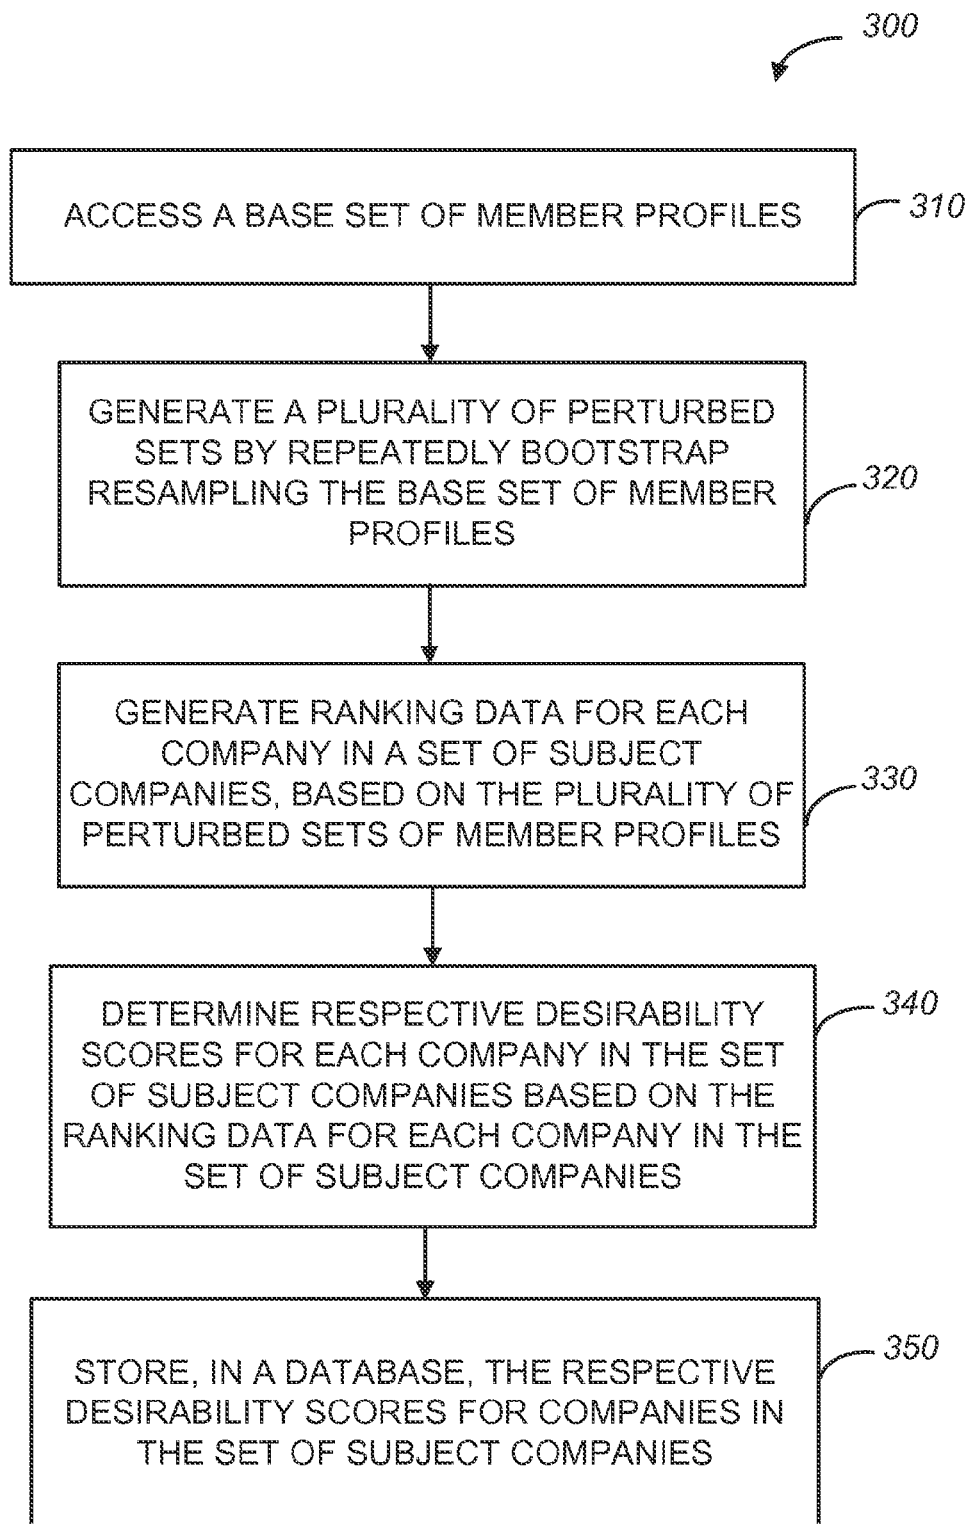 300
ACCESS A BASE SET OF MEMBER PROFILES
310
GENERATE A PLURALITY OF PERTURBED
SETS BY REPEATEDLY BOOTSTRAP
RESAMPLING THE BASE SET OF MEMBER
PROFILES
320
GENERATE RANKING DATA FOR EACH
COMPANY IN A SET OF SUBJECT
COMPANIES, BASED ON THE PLURALITY OF
PERTURBED SETS OF MEMBER PROFILES
330
DETERMINE RESPECTIVE DESIRABILITY
SCORES FOR EACH COMPANY IN THE SET
OF SUBJECT COMPANIES BASED ON THE
RANKING DATA FOR EACH COMPANY IN THE
SET OF SUBJECT COMPANIES
340
STORE, IN A DATABASE, THE RESPECTIVE
DESIRABILITY SCORES FOR COMPANIES IN
THE SET OF SUBJECT COMPANIES
350